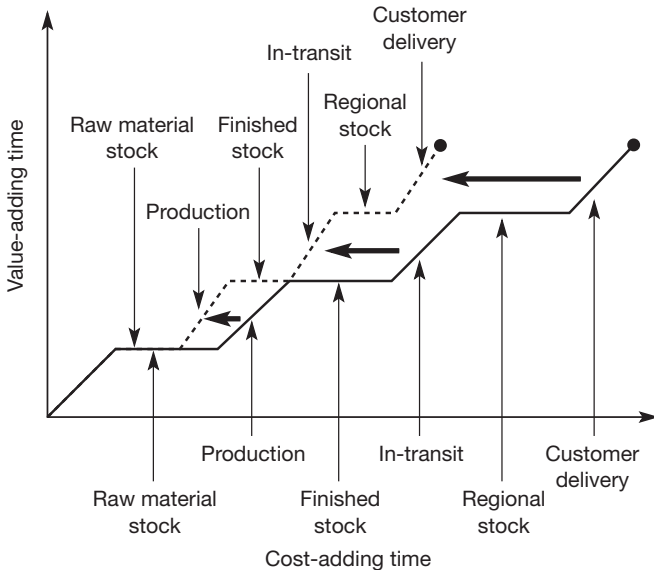 Customer
delivery
In-transit
Regional
stock
Raw material
stock
Finished
stock
Production
Value-adding time
Production
In-transit
Customer
delivery
Raw material
stock
Finished
stock
Regional
stock
Cost-adding time